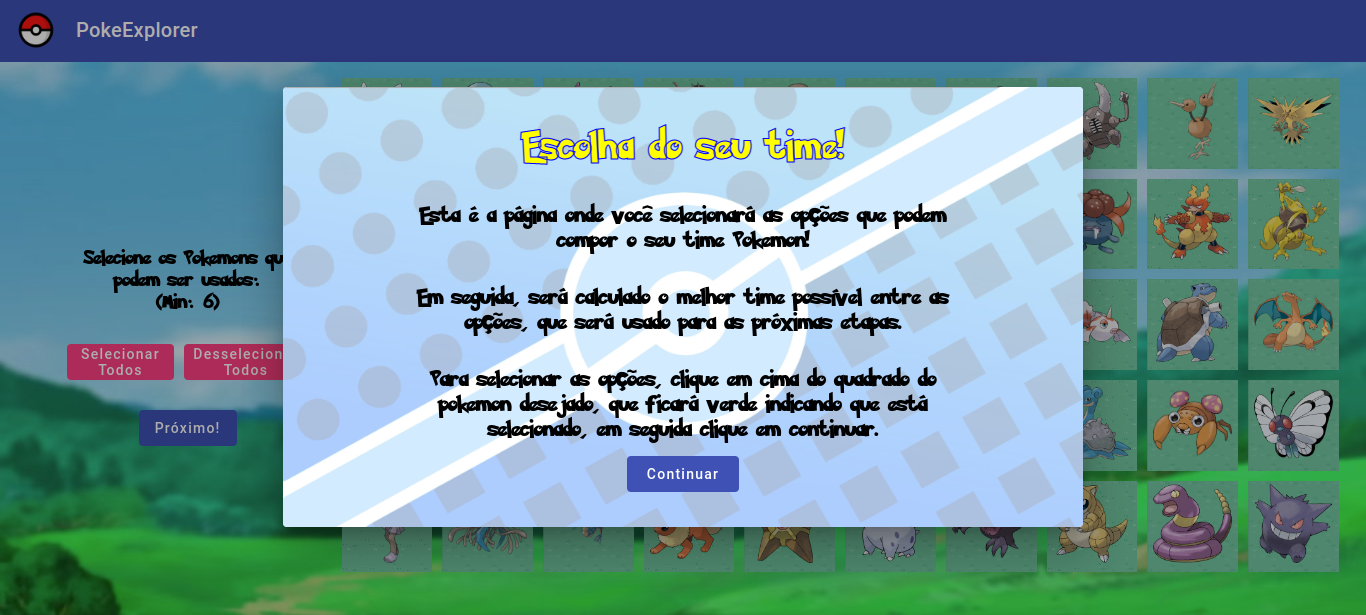 PokeExplorer
Escolha do seu time!
Esta é a página onde você selecionará as opções que podem
compor o seu time Pokemon!
Em seguida, será calculado o melhor time possível entre as
opções, que será usado para as próximas etapas.
Para selecionar as opções, clique em cima do quadrado do
pokemon desejado, que ficará verde indicando que está
selecionado, em seguida clique em continuar.
Continuar
Selecione os Pokemons qu
podem ser usados:
(Min: 6)
Selecionar
Todos
Desselecion
Todos
Próximo!